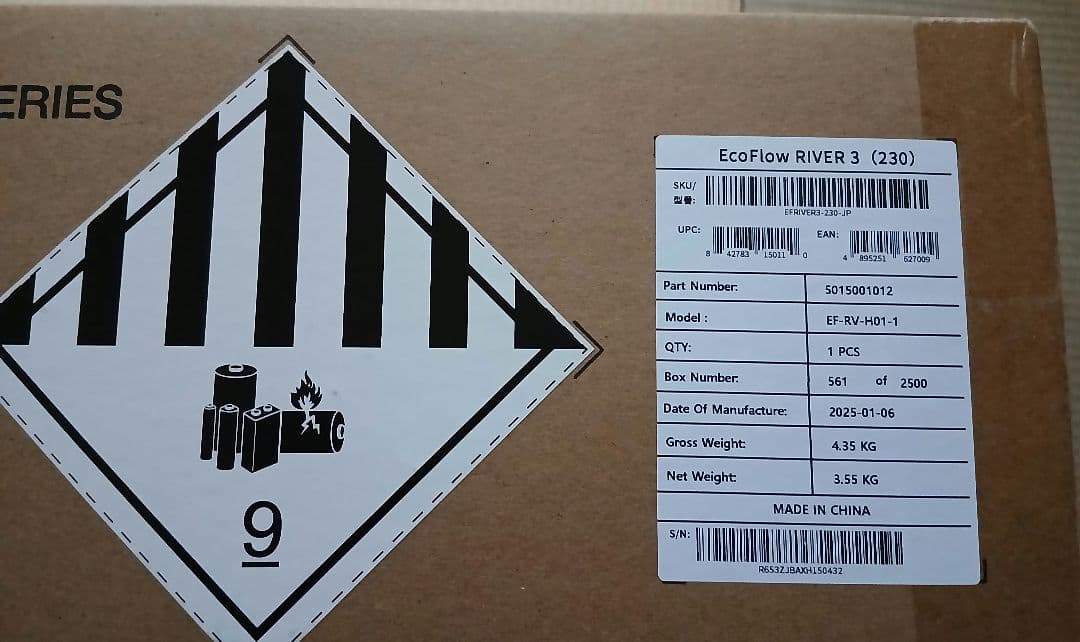 ERIES
9
EcoFlow RIVER 3（230）
SKU/
型番:
EFRIVER3-230-JP
UPC:
8 42783 15011 0
EAN:
4 895251 627009
Part Number: 5015001012
Model : EF-RV-H01-1
QTY: 1 PCS
Box Number: 561 of 2500
Date Of Manufacture: 2025-01-06
Gross Weight: 4.35 KG
Net Weight: 3.55 KG
MADE IN CHINA
S/N:
R653ZJBAXH150432